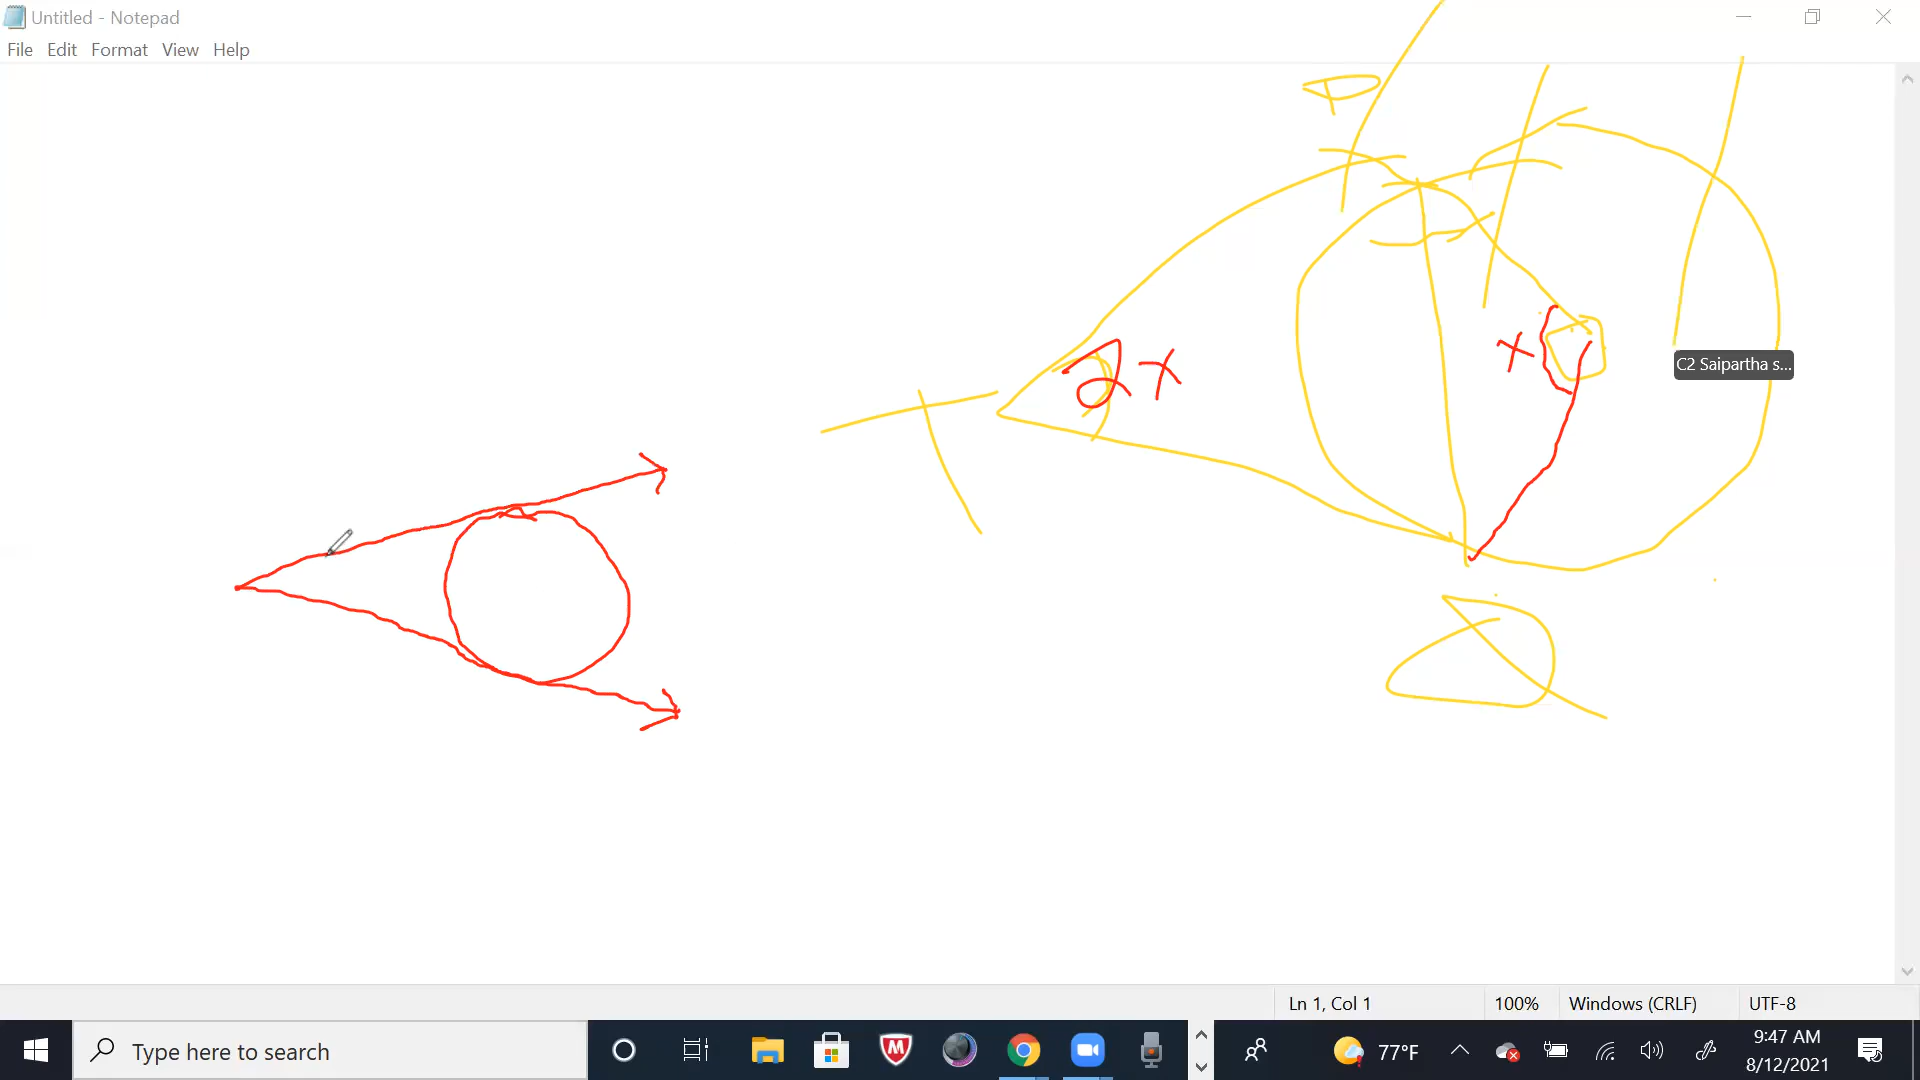 Untitled - Notepad
File Edit Format View Help
P
T
2x
x
C2 Saipartha s...
Q
Ln 1, Col 1
100%
Windows (CRLF)
UTF-8
Type here to search
77°F
9:47 AM
8/12/2021